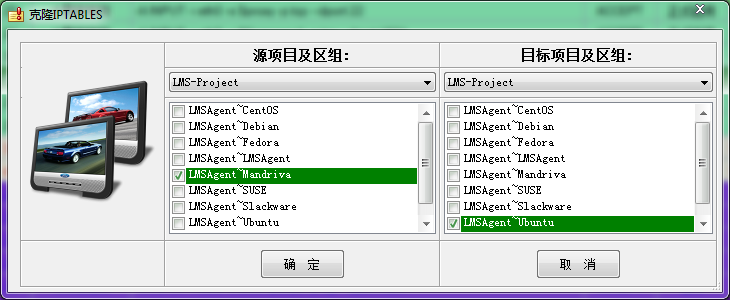 克隆IPTABLES
源项目及区组：
目标项目及区组：
LMS-Project
LMS-Project
LMSAgent~CentOS
LMSAgent~Debian
LMSAgent~Fedora
LMSAgent~LMSAgent
LMSAgent~Mandriva
LMSAgent~SUSE
LMSAgent~Slackware
LMSAgent~Ubuntu
LMSAgent~CentOS
LMSAgent~Debian
LMSAgent~Fedora
LMSAgent~LMSAgent
LMSAgent~Mandriva
LMSAgent~SUSE
LMSAgent~Slackware
LMSAgent~Ubuntu
确 定
取 消